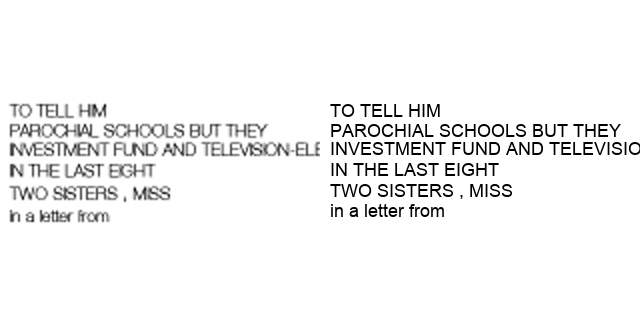 TO TELL HIM
PAROCHIAL SCHOOLS BUT THEY
INVESTMENT FUND AND TELEVISION-ELE
IN THE LAST EIGHT
TWO SISTERS , MISS
in a letter from
TO TELL HIM
PAROCHIAL SCHOOLS BUT THEY
INVESTMENT FUND AND TELEVISIO
IN THE LAST EIGHT
TWO SISTERS , MISS
in a letter from